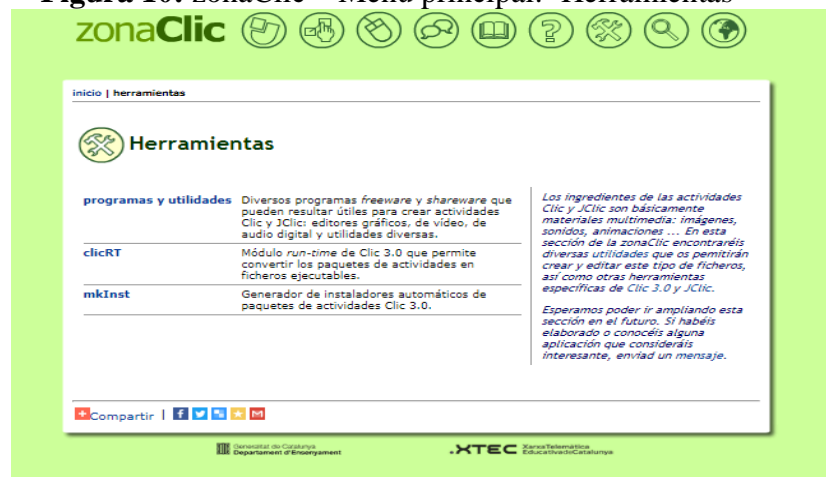 Figura 10: zonaClic – Menú principal: Herramientas
zonaClic
inicio | herramientas
Herramientas
programas y utilidades
Diversos programas freeware y shareware que
pueden resultar útiles para crear actividades
Clic y JClic: editores gráficos, de vídeo, de
audio digital y utilidades diversas.
clicRT
Módulo run-time de Clic 3.0 que permite
convertir los paquetes de actividades en
ficheros ejecutables.
mkInst
Generador de instaladores automáticos de
paquetes de actividades Clic 3.0.
Los ingredientes de las actividades
Clic y JClic son básicamente
materiales multimedia: imágenes,
sonidos, animaciones ... En esta
sección de la zonaClic encontraréis
diversas utilidades que os pemitirán
crear y editar este tipo de ficheros,
así como otras herramientas
específicas de Clic 3.0 y JClic.
Esperamos poder ir ampliando esta
sección en el futuro. Si habéis
elaborado o conocéis alguna
aplicación que consideráis
interesante, enviad un mensaje.
Compartir |
Generalitat de Catalunya
Departament d'Ensenyament
.XTEC
XarxaTelemàtica
EducativadeCatalunya